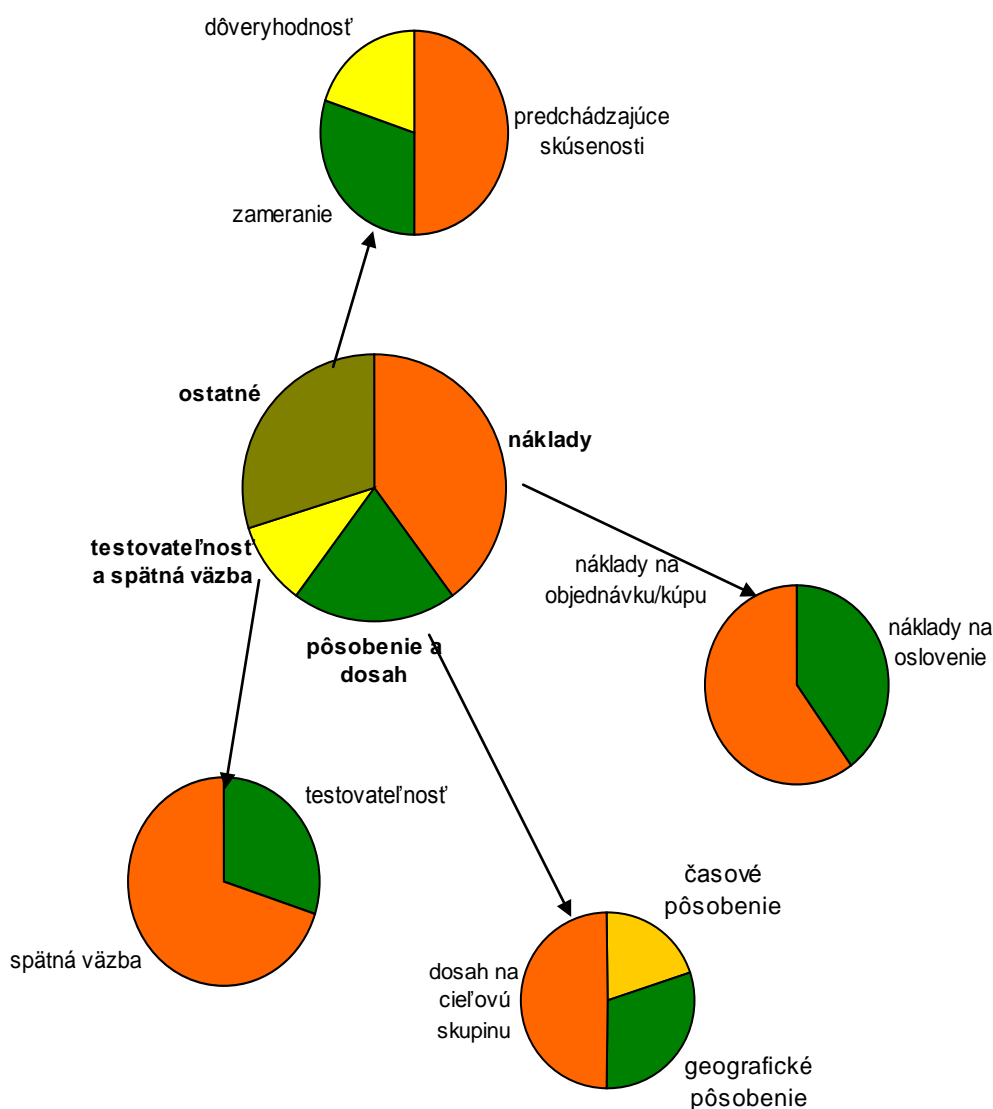 dôveryhodnosť
predchádzajúce
skúsenosti
zameranie
ostatné
náklady
testovateľnosť
a spätná väzba
náklady na
objednávku/kúpu
náklady na
oslovenie
pôsobenie a
dosah
testovateľnosť
spätná väzba
časové
pôsobenie
dosah na
cieľovú
skupinu
geografické
pôsobenie